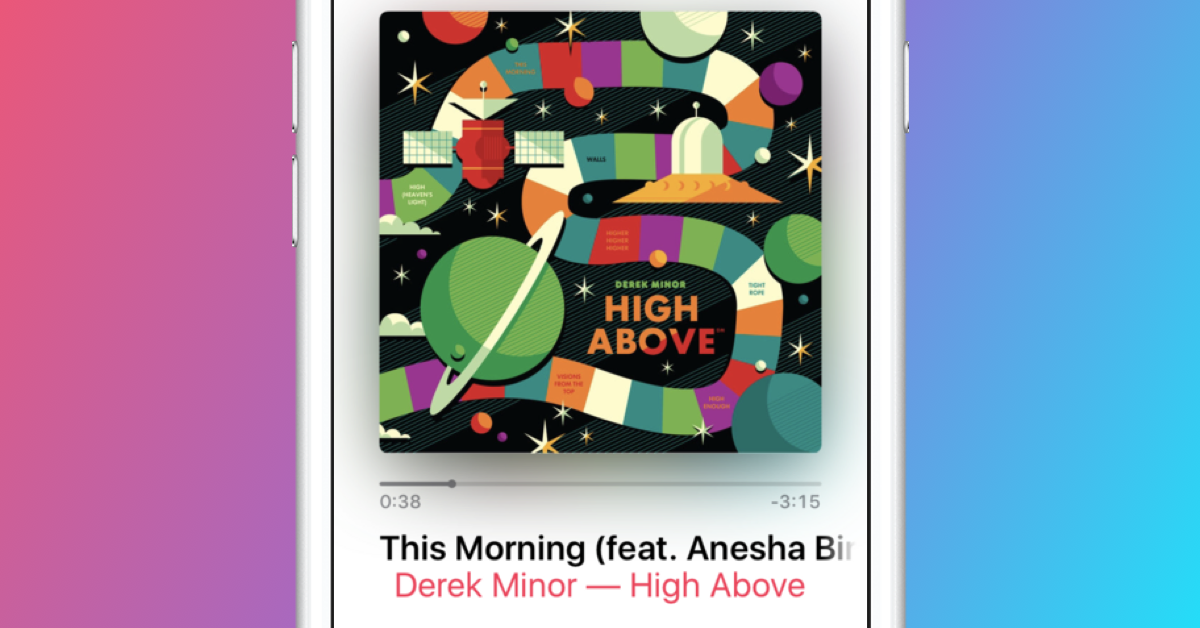 THIS
MORNING
WALLS
HIGH
(HEAVEN'S
LIGHT)
HIGHER
HIGHER
HIGHER
TIGHT
ROPE
DEREK MINOR
HIGH
ABOVE
VISIONS
FROM THE
TOP
HIGH
ENOUGH
0:38
-3:15
This Morning (feat. Anesha Bir
Derek Minor — High Above